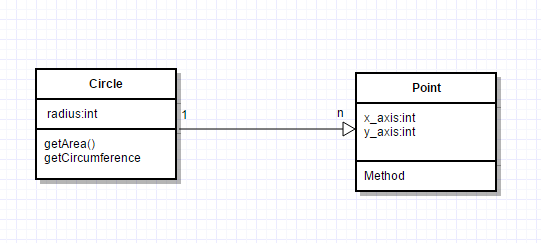 Circle
radius:int
getArea()
getCircumference
1
n
Point
x_axis:int
y_axis:int
Method